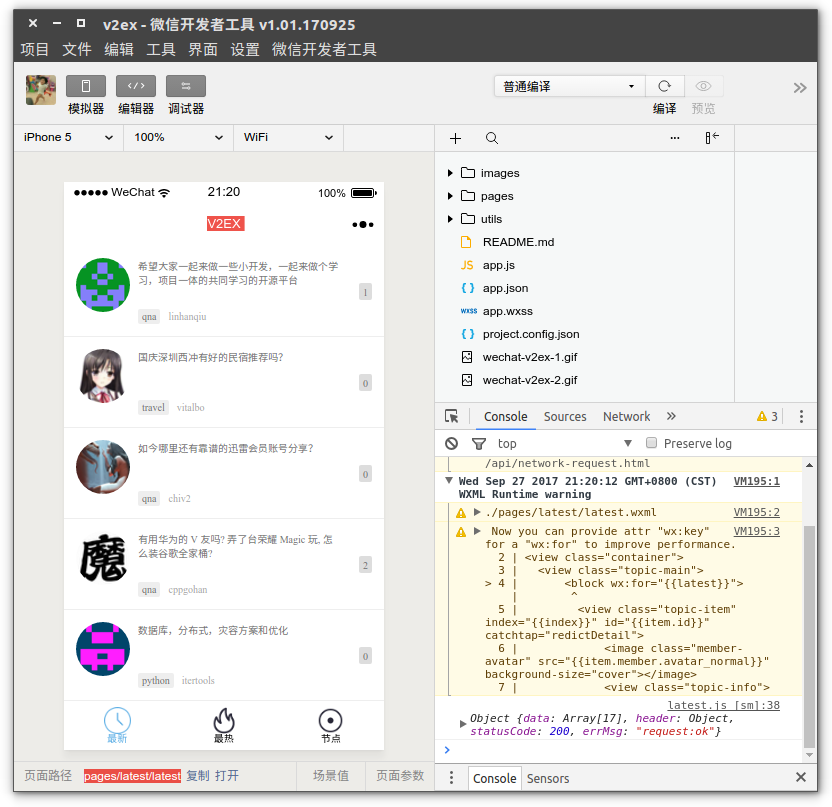 v2ex - 微信开发者工具 v1.01.170925
项目 文件 编辑 工具 界面 设置 微信开发者工具
模拟器 编辑器 调试器
普通编译
编译 预览
iPhone 5 100% WiFi
WeChat 21:20 100%
V2EX
希望大家一起来做一些小开发，一起来做个学
习，项目一体的共同学习的开源平台
1
qna linhanqiu
国庆深圳西冲有好的民宿推荐吗?
0
travel vitalbo
如今哪里还有靠谱的迅雷会员账号分享?
0
qna chiv2
有用华为的 V 友吗? 弄了台荣耀 Magic 玩, 怎
么装谷歌全家桶?
魔
2
qna cppgohan
数据库，分布式，灾容方案和优化
0
python itertools
最新 最热 节点
页面路径 pages/latest/latest 复制 打开 场景值 页面参数
images
pages
utils
README.md
JS app.js
{ } app.json
wxss app.wxss
{ } project.config.json
wechat-v2ex-1.gif
wechat-v2ex-2.gif
Console Sources Network » 3
top Preserve log
/api/network-request.html
Wed Sep 27 2017 21:20:12 GMT+0800 (CST) VM195:1
WXML Runtime warning
./pages/latest/latest.wxml VM195:2
Now you can provide attr "wx:key" VM195:3
for a "wx:for" to improve performance.
2 | <view class="container">
3 | <view class="topic-main">
> 4 | <block wx:for="{{latest}}">
| ^
5 | <view class="topic-item"
index="{{index}}" id="{{item.id}}"
catchtap="redictDetail">
6 | <image class="member-
avatar" src="{{item.member.avatar_normal}}"
background-size="cover"></image>
7 | <view class="topic-info">
latest.js [sm]:38
Object {data: Array[17], header: Object,
statusCode: 200, errMsg: "request:ok"}
Console Sensors